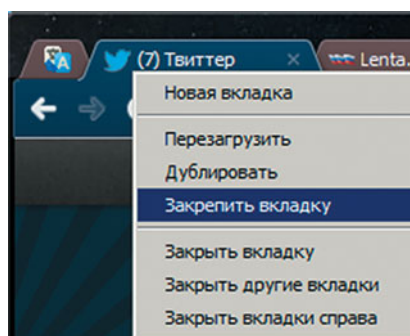 (7) Твиттер
Lenta.
Новая вкладка
Перезагрузить
Дублировать
Закрепить вкладку
Закрыть вкладку
Закрыть другие вкладки
Закрыть вкладки справа